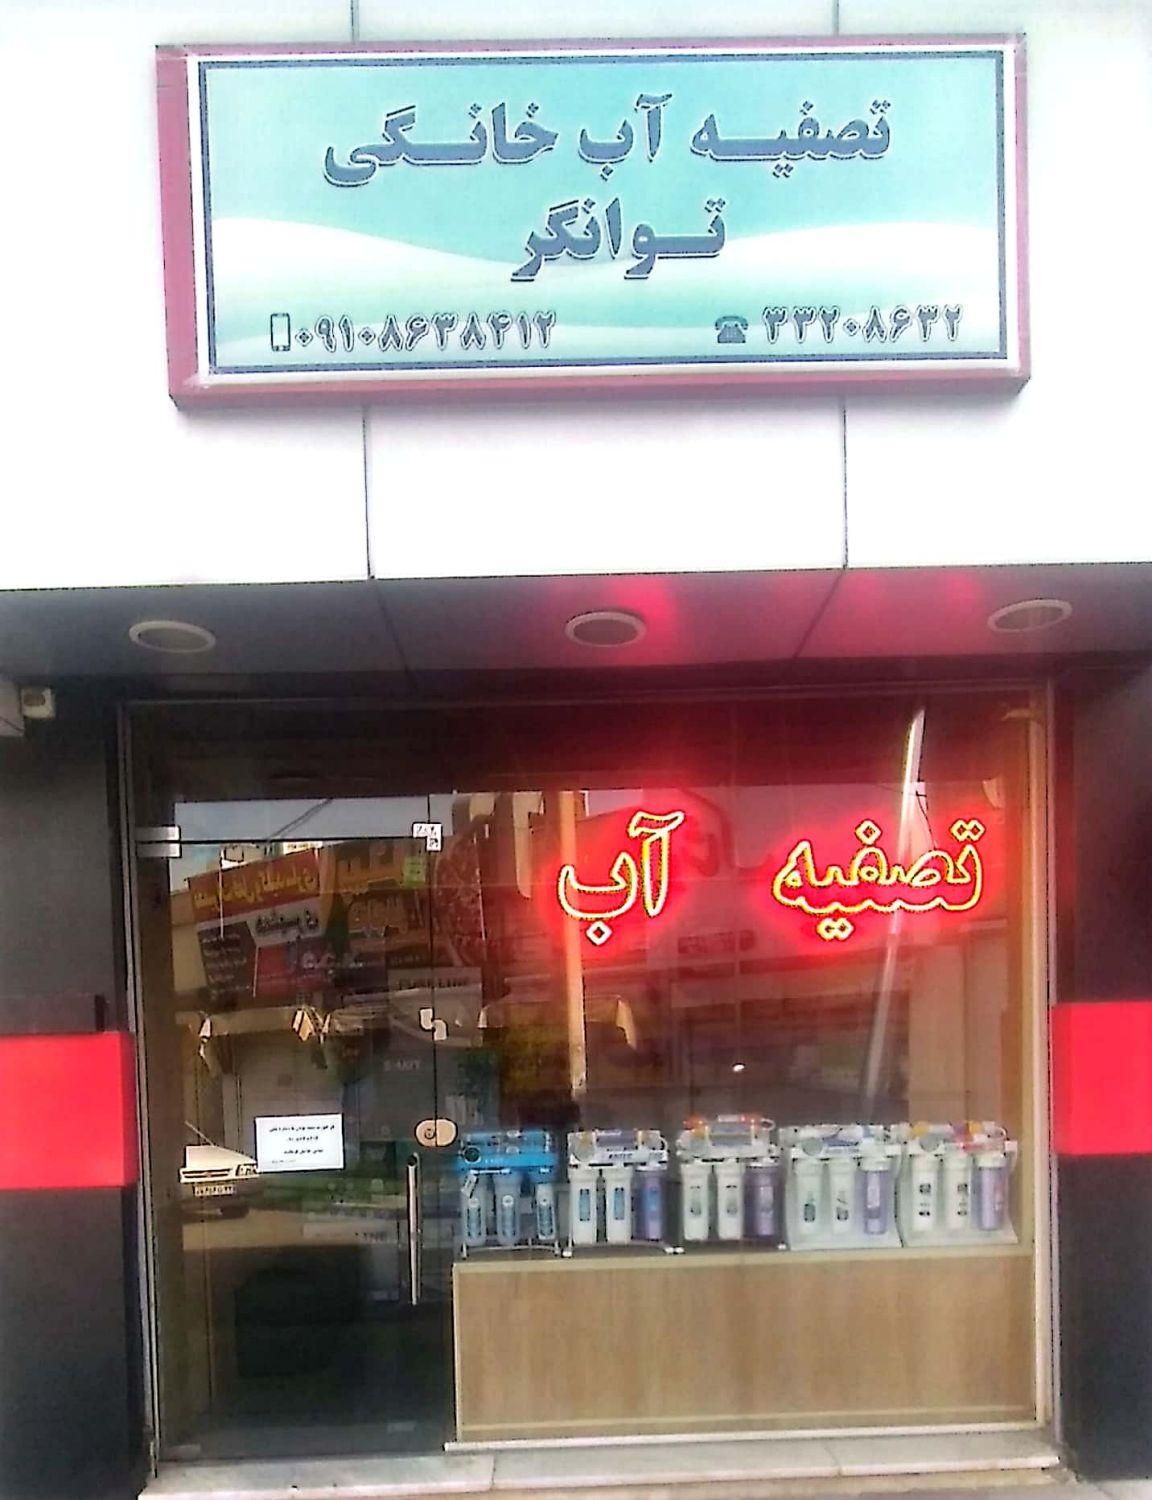 تصفیه آب خانگی
توانگر
۳۳۲۰۸۶۳۲
۰۹۱۰۸۶۳۸۴۱۲
تصفیه آب